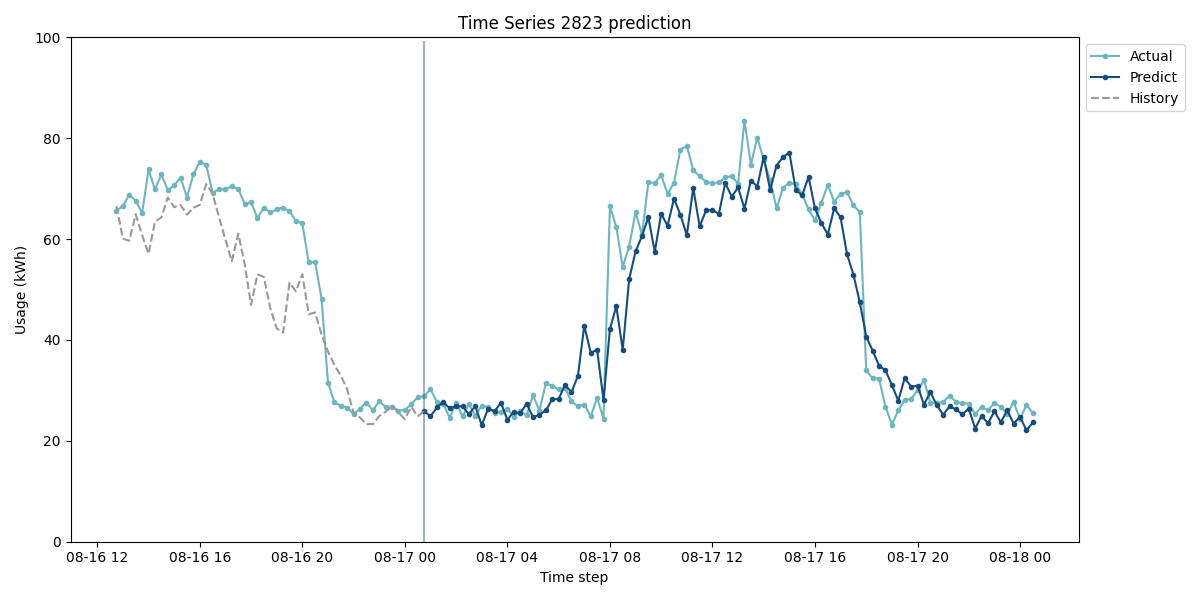 Time Series 2823 prediction
100
80
60
40
20
0
Usage (kWh)
08-16 12
08-16 16
08-16 20
08-17 00
08-17 04
08-17 08
08-17 12
08-17 16
08-17 20
08-18 00
Time step
Actual
Predict
History